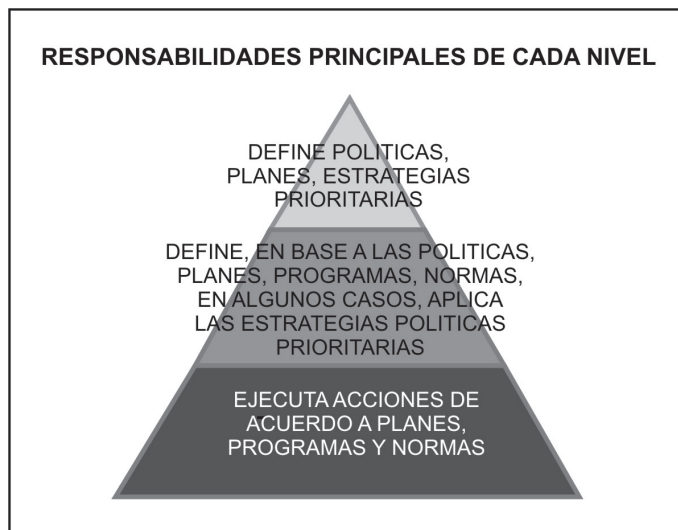 RESPONSABILIDADES PRINCIPALES DE CADA NIVEL
DEFINE POLITICAS,
PLANES, ESTRATEGIAS
PRIORITARIAS
DEFINE, EN BASE A LAS POLITICAS,
PLANES, PROGRAMAS, NORMAS,
EN ALGUNOS CASOS, APLICA
LAS ESTRATEGIAS POLITICAS
PRIORITARIAS
EJECUTA ACCIONES DE
ACUERDO A PLANES,
PROGRAMAS Y NORMAS